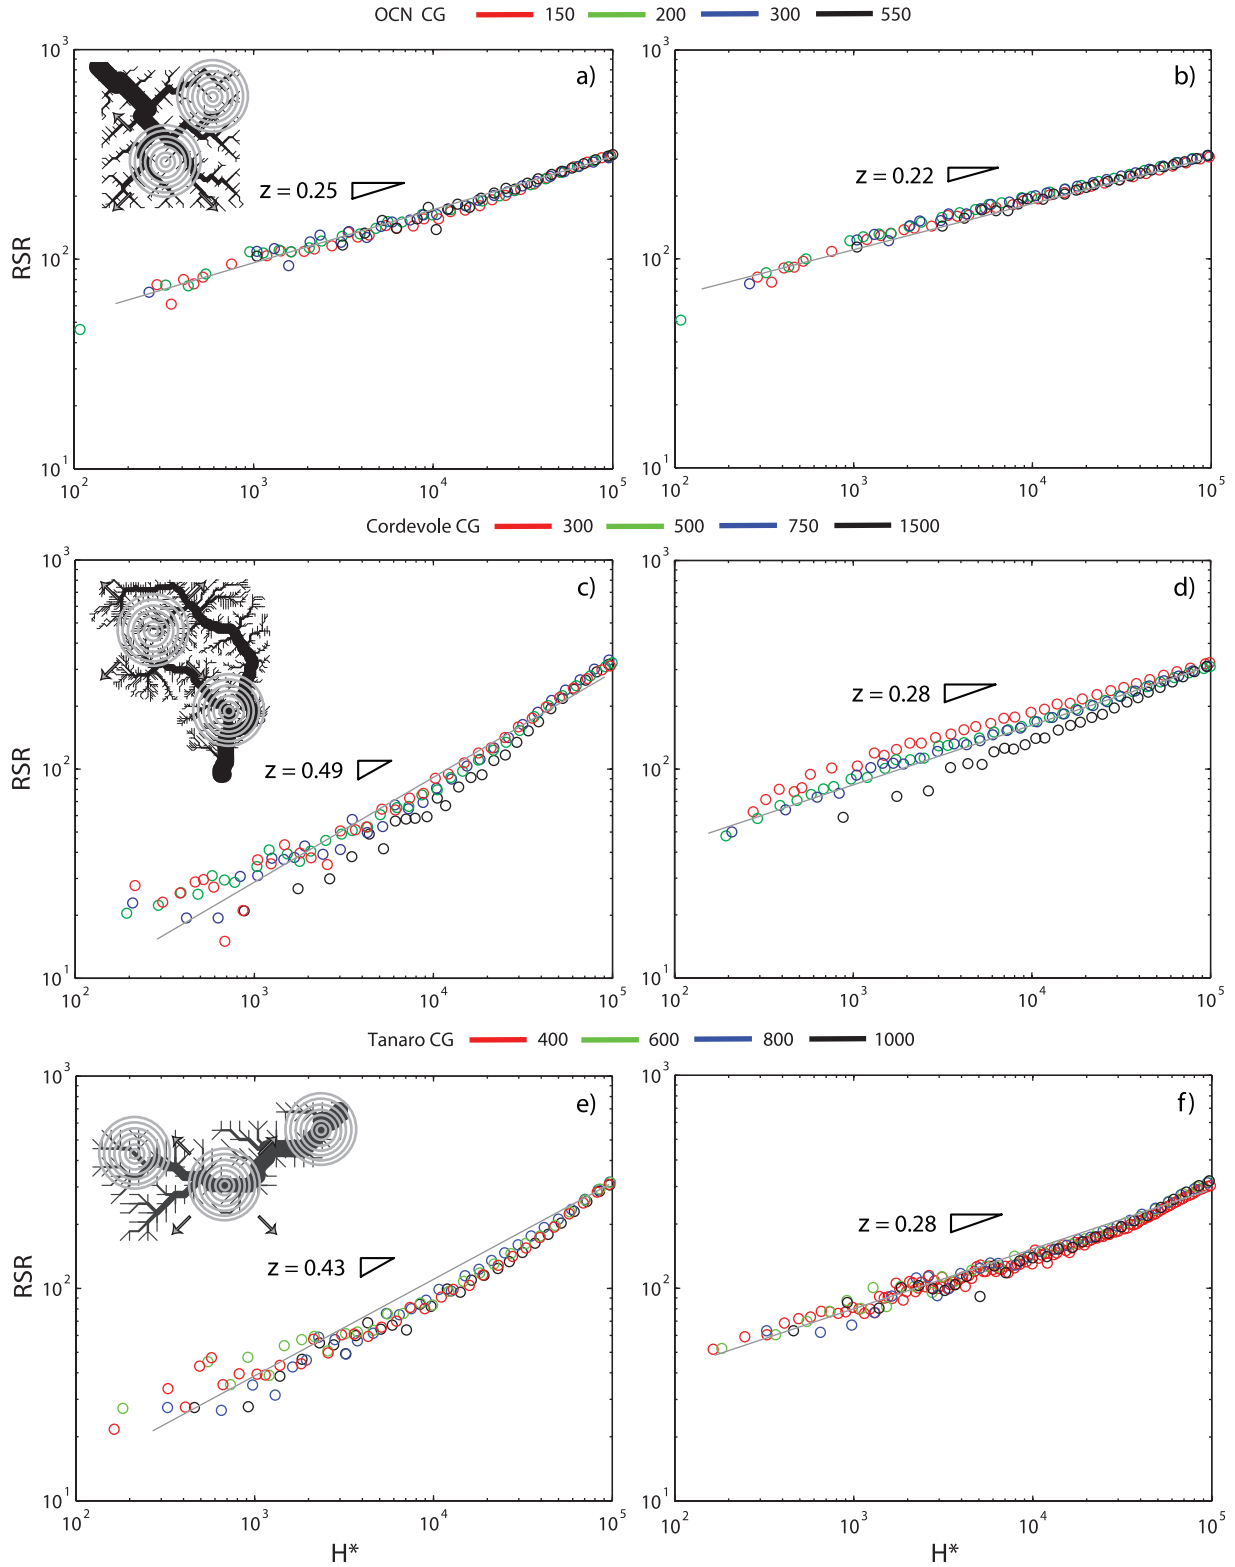 OCN CG 150 200 300 550
a) b)
10³ 10³
z = 0.25 z = 0.22
RSR
10² 10²
10¹ 10¹
10² 10³ 10⁴ 10⁵ 10² 10³ 10⁴ 10⁵
Cordevole CG 300 500 750 1500
c) d)
10³ 10³
z = 0.49 z = 0.28
RSR
10² 10²
10¹ 10¹
10² 10³ 10⁴ 10⁵ 10² 10³ 10⁴ 10⁵
Tanaro CG 400 600 800 1000
e) f)
10³ 10³
z = 0.43 z = 0.28
RSR
10² 10²
10¹ 10¹
10² 10³ 10⁴ 10⁵ 10² 10³ 10⁴ 10⁵
H* H*